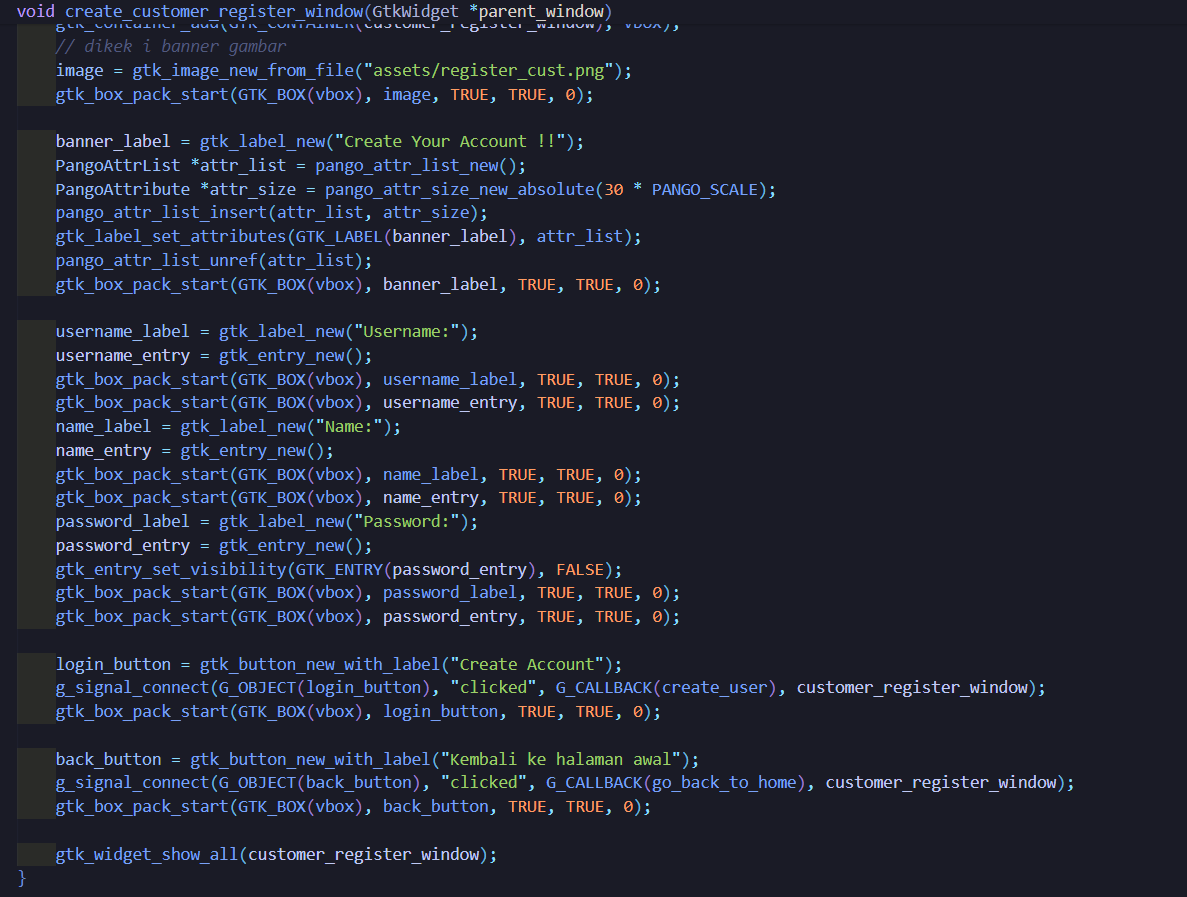 void create_customer_register_window(GtkWidget *parent_window)
gtk_container_add(GTK_CONTAINER(customer_register_window), vbox);
// dikek i banner gambar
image = gtk_image_new_from_file("assets/register_cust.png");
gtk_box_pack_start(GTK_BOX(vbox), image, TRUE, TRUE, 0);
banner_label = gtk_label_new("Create Your Account !!");
PangoAttrList *attr_list = pango_attr_list_new();
PangoAttribute *attr_size = pango_attr_size_new_absolute(30 * PANGO_SCALE);
pango_attr_list_insert(attr_list, attr_size);
gtk_label_set_attributes(GTK_LABEL(banner_label), attr_list);
pango_attr_list_unref(attr_list);
gtk_box_pack_start(GTK_BOX(vbox), banner_label, TRUE, TRUE, 0);
username_label = gtk_label_new("Username:");
username_entry = gtk_entry_new();
gtk_box_pack_start(GTK_BOX(vbox), username_label, TRUE, TRUE, 0);
gtk_box_pack_start(GTK_BOX(vbox), username_entry, TRUE, TRUE, 0);
name_label = gtk_label_new("Name:");
name_entry = gtk_entry_new();
gtk_box_pack_start(GTK_BOX(vbox), name_label, TRUE, TRUE, 0);
gtk_box_pack_start(GTK_BOX(vbox), name_entry, TRUE, TRUE, 0);
password_label = gtk_label_new("Password:");
password_entry = gtk_entry_new();
gtk_entry_set_visibility(GTK_ENTRY(password_entry), FALSE);
gtk_box_pack_start(GTK_BOX(vbox), password_label, TRUE, TRUE, 0);
gtk_box_pack_start(GTK_BOX(vbox), password_entry, TRUE, TRUE, 0);
login_button = gtk_button_new_with_label("Create Account");
g_signal_connect(G_OBJECT(login_button), "clicked", G_CALLBACK(create_user), customer_register_window);
gtk_box_pack_start(GTK_BOX(vbox), login_button, TRUE, TRUE, 0);
back_button = gtk_button_new_with_label("Kembali ke halaman awal");
g_signal_connect(G_OBJECT(back_button), "clicked", G_CALLBACK(go_back_to_home), customer_register_window);
gtk_box_pack_start(GTK_BOX(vbox), back_button, TRUE, TRUE, 0);
gtk_widget_show_all(customer_register_window);
}